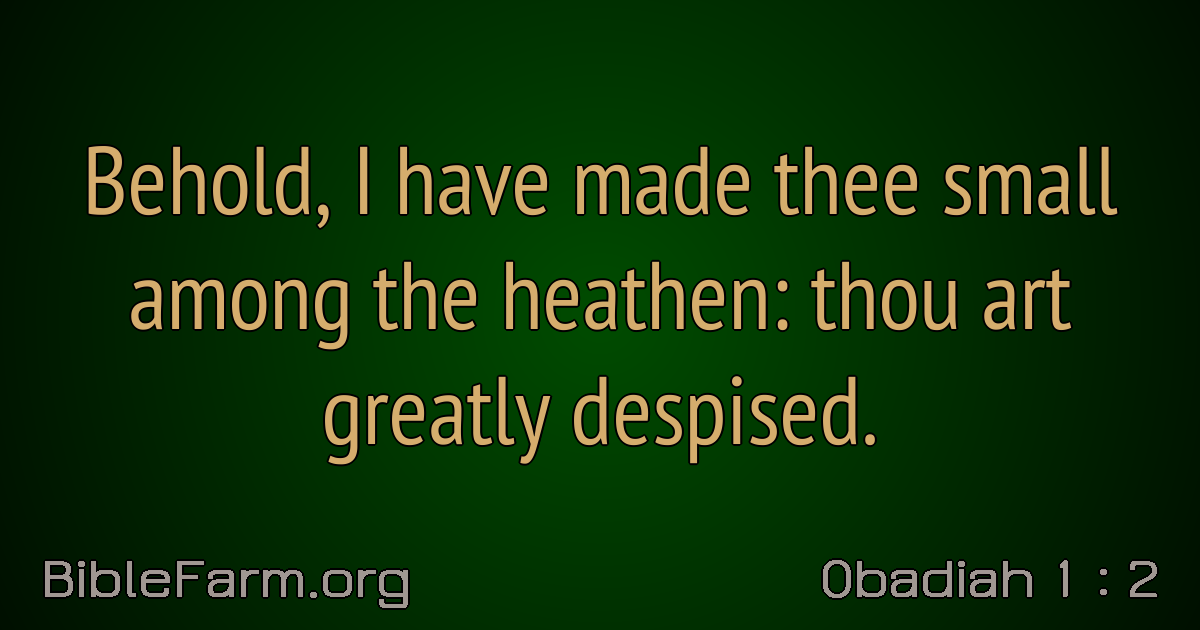 Behold, I have made thee small
among the heathen: thou art
greatly despised.
BibleFarm.org
Obadiah 1 : 2